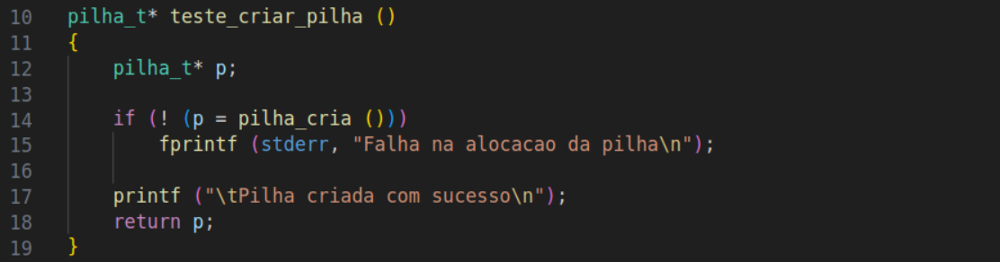 10 pilha_t* teste_criar_pilha ()
11 {
12     pilha_t* p;
13
14     if (! (p = pilha_cria ()))
15         fprintf (stderr, "Falha na alocacao da pilha\n");
16
17     printf ("\tPilha criada com sucesso\n");
18     return p;
19 }